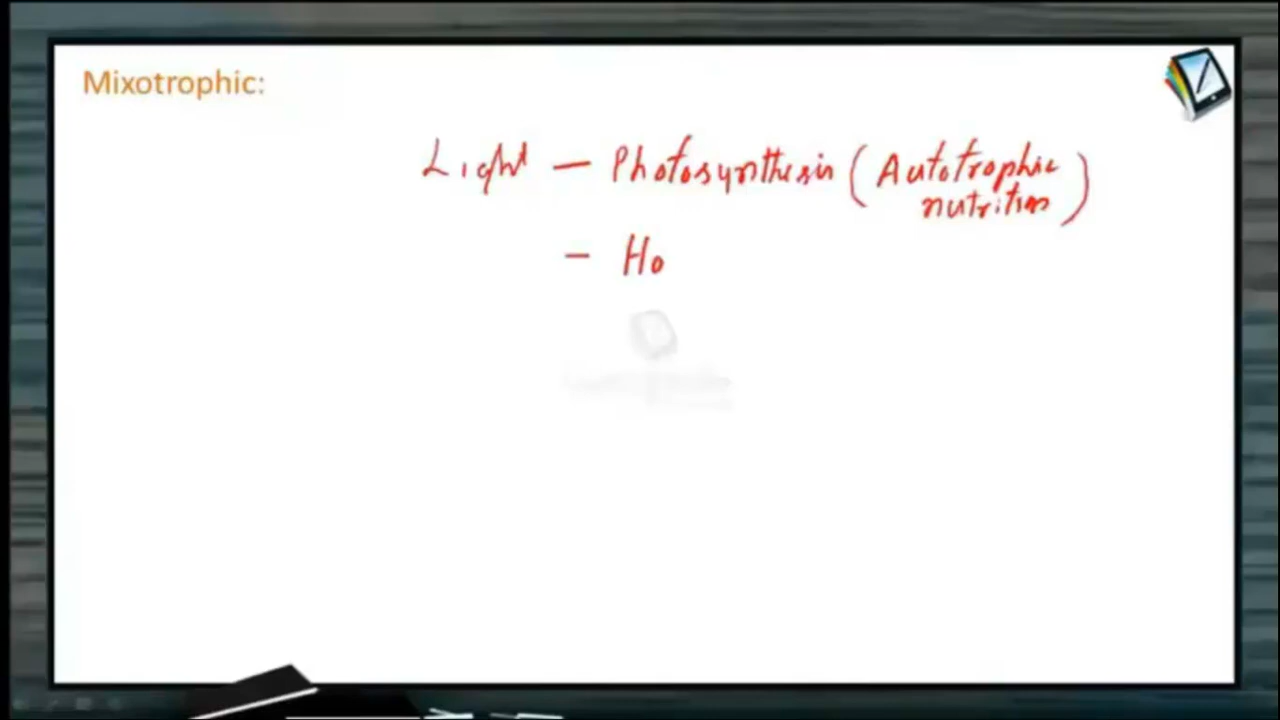 Mixotrophic:
Light — Photosynthesis (Autotrophic
nutrition)
– Ho